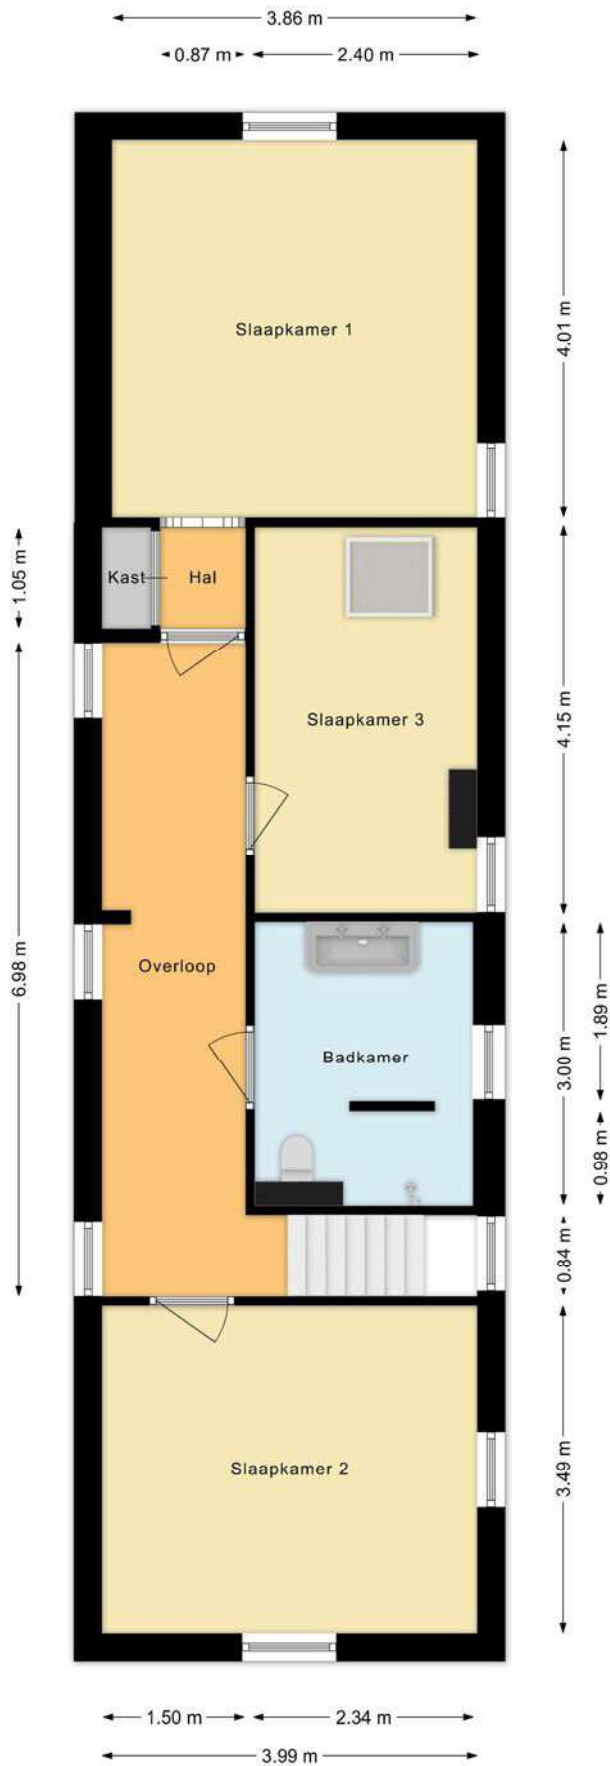 3.86 m
0.87 m
2.40 m
Slaapkamer 1
4.01 m
1.05 m
Kast
Hal
Slaapkamer 3
4.15 m
6.98 m
Overloop
Badkamer
3.00 m
1.89 m
0.98 m
0.84 m
Slaapkamer 2
3.49 m
1.50 m
2.34 m
3.99 m